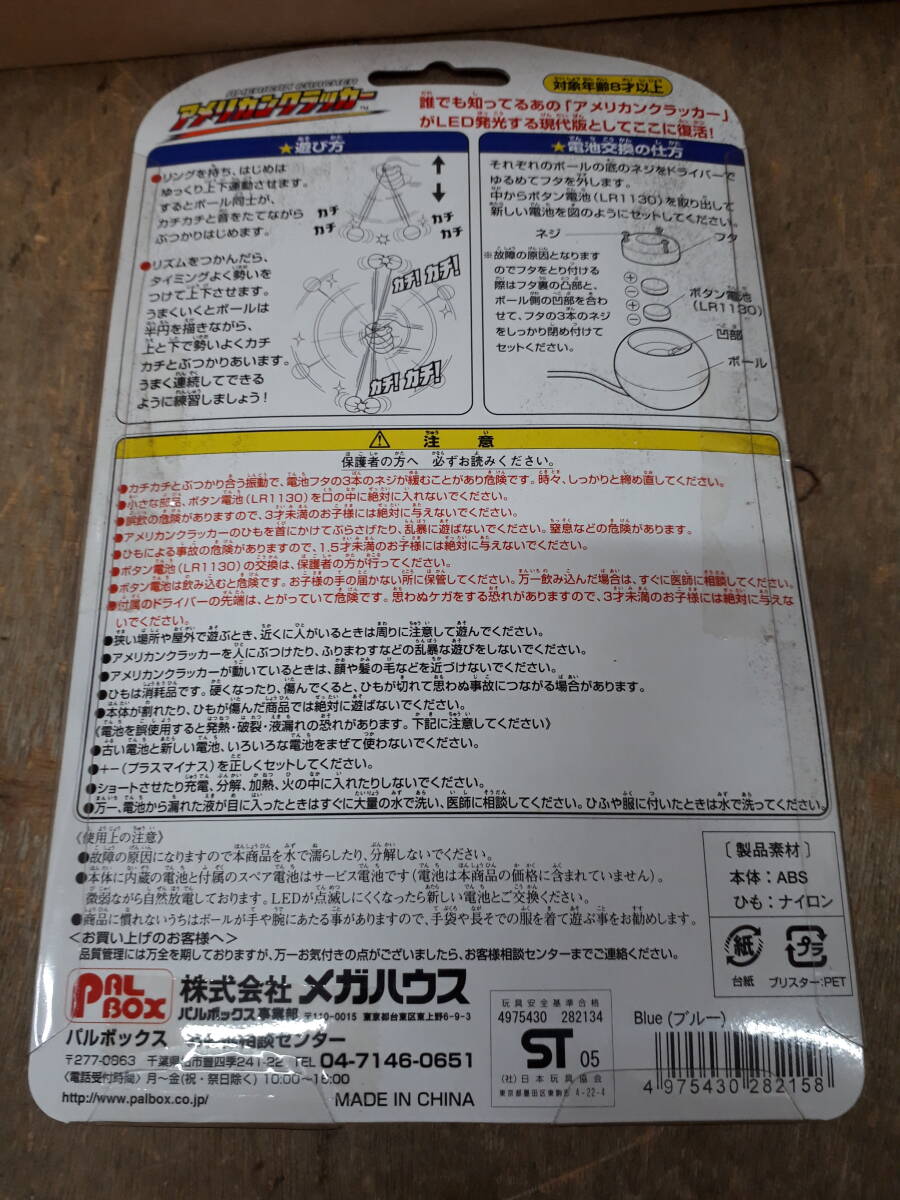 AMERICAN CRACKER
アメリカンクラッカー™
対象年齢8才以上
誰でも知ってるあの「アメリカンクラッカー」
がLED発光する現代版としてここに復活!
★遊び方
●リングを持ち、はじめは
ゆっくり上下運動させます。
するとボール同士が、
カチカチと音をたてながら
ぶつかりはじめます。
カチ
カチ
カチ
カチ
●リズムをつかんだら、
タイミングよく勢いを
つけて上下させます。
うまくいくとボールは
半円を描きながら、
上と下で勢いよくカチ
カチとぶつかりあいます。
うまく連続してできる
ように練習しましょう!
カチ!カチ!
カチ!カチ!
★電池交換の仕方
それぞれのボールの底のネジをドライバーで
ゆるめてフタを外します。
中からボタン電池(LR1130)を取り出して
新しい電池を図のようにセットしてください。
※故障の原因となります
のでフタをとり付ける
際はフタ裏の凸部と、
ボール側の凹部を合わ
せて、フタの3本のネジ
をしっかり閉め付けて
セットください。
ネジ
フタ
+
−
+
−
ボタン電池
(LR1130)
凹部
ボール
⚠ 注意
保護者の方へ 必ずお読みください。
●カチカチとぶつかり合う振動で、電池フタの3本のネジが緩むことがあり危険です。時々、しっかりと締め直してください。
●小さな部品、ボタン電池(LR1130)を口の中に絶対に入れないでください。
●誤飲の危険がありますので、3才未満のお子様には絶対に与えないでください。
●アメリカンクラッカーのひもを首にかけてぶらさげたり、乱暴に遊ばないでください。窒息などの危険があります。
●ひもによる事故の危険がありますので、1.5才未満のお子様には絶対に与えないでください。
●ボタン電池(LR1130)の交換は、保護者の方が行ってください。
●ボタン電池は飲み込むと危険です。お子様の手の届かない所に保管してください。万一飲み込んだ場合は、すぐに医師に相談してください。
●付属のドライバーの先端は、とがっていて危険です。思わぬケガをする恐れがありますので、3才未満のお子様には絶対に与えな
いでください。
●狭い場所や屋外で遊ぶとき、近くに人がいるときは周りに注意して遊んでください。
●アメリカンクラッカーを人にぶつけたり、ふりまわすなどの乱暴な遊びをしないでください。
●アメリカンクラッカーが動いているときは、顔や髪の毛などを近づけないでください。
●ひもは消耗品です。硬くなったり、傷んでくると、ひもが切れて思わぬ事故につながる場合があります。
●本体が割れたり、ひもが傷んだ商品では絶対に遊ばないでください。
《電池を誤使用すると発熱・破裂・液漏れの恐れがあります。下記に注意してください》
●古い電池と新しい電池、いろいろな電池をまぜて使わないでください。
●+−(プラスマイナス)を正しくセットしてください。
●ショートさせたり充電、分解、加熱、火の中に入れたりしないでください。
●万一、電池から漏れた液が目に入ったときはすぐに大量の水で洗い、医師に相談してください。ひふや服に付いたときは水で洗ってください。
《使用上の注意》
●故障の原因になりますので本商品を水で濡らしたり、分解しないでください。
●本体に内蔵の電池と付属のスペア電池はサービス電池です(電池は本商品の価格に含まれていません)。
微弱ながら自然放電しております。LEDが点滅しにくくなったら新しい電池とご交換ください。
●商品に慣れないうちはボールが手や腕にあたる事がありますので、手袋や長そでの服を着て遊ぶ事をお勧めします。
<お買い上げのお客様へ>
品質管理には万全を期しておりますが、万一お気付きの点がございましたら、お客様相談センターまでご連絡ください。
〔製品素材〕
本体:ABS
ひも:ナイロン
紙
台紙
プラ
ブリスター:PET
PAL BOX
株式会社 メガハウス
パルボックス事業部 〒110-0015 東京都台東区東上野6-9-3
パルボックス 相談センター
〒277-0963 千葉県柏市豊四季241-22 TEL 04-7146-0651
〈電話受付時間〉月〜金(祝・祭日除く)10:00〜16:00
http://www.palbox.co.jp/
MADE IN CHINA
玩具安全基準合格
4975430 282134
ST 05
(社)日本玩具協会
東京都墨田区東駒形 4-22-4
Blue(ブルー)
4 975430 282158